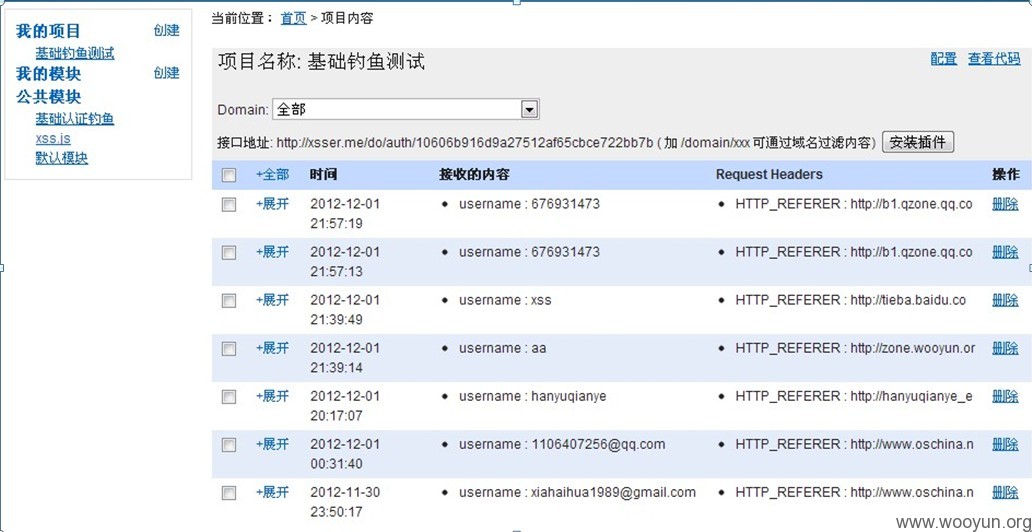 我的项目 创建
基础钓鱼测试
我的模块 创建
公共模块
基础认证钓鱼
xss.js
默认模块
当前位置： 首页 > 项目内容
项目名称: 基础钓鱼测试 配置 查看代码
Domain: 全部
接口地址: http://xsser.me/do/auth/10606b916d9a27512af65cbce722bb7b ( 加 /domain/xxx 可通过域名过滤内容) 安装插件
+全部 时间 接收的内容 Request Headers 操作
+展开 2012-12-01 21:57:19 username : 676931473 HTTP_REFERER : http://b1.qzone.qq.co 删除
+展开 2012-12-01 21:57:13 username : 676931473 HTTP_REFERER : http://b1.qzone.qq.co 删除
+展开 2012-12-01 21:39:49 username : xss HTTP_REFERER : http://tieba.baidu.co 删除
+展开 2012-12-01 21:39:14 username : aa HTTP_REFERER : http://zone.wooyun.or 删除
+展开 2012-12-01 20:17:07 username : hanyuqianye HTTP_REFERER : http://hanyuqianye_e 删除
+展开 2012-12-01 00:31:40 username : 1106407256@qq.com HTTP_REFERER : http://www.oschina.n 删除
+展开 2012-11-30 23:50:17 username : xiahaihua1989@gmail.com HTTP_REFERER : http://www.oschina.n 删除
www.wooyun.org